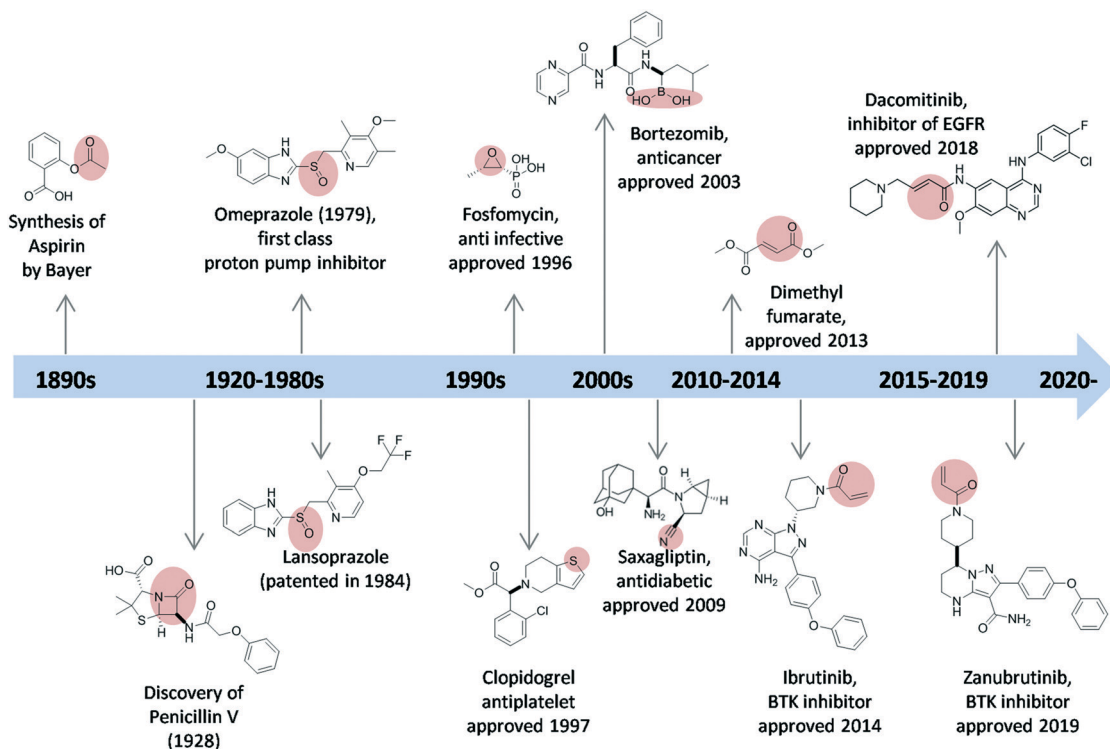 Synthesis of
Aspirin
by Bayer
Omeprazole (1979),
first class
proton pump inhibitor
Fosfomycin,
anti infective
approved 1996
Bortezomib,
anticancer
approved 2003
Dimethyl
fumarate,
approved 2013
Dacomitinib,
inhibitor of EGFR
approved 2018
1890s
1920-1980s
1990s
2000s
2010-2014
2015-2019
2020-
Discovery of
Penicillin V
(1928)
Lansoprazole
(patented in 1984)
Clopidogrel
antiplatelet
approved 1997
Saxagliptin,
antidiabetic
approved 2009
Ibrutinib,
BTK inhibitor
approved 2014
Zanubrutinib,
BTK inhibitor
approved 2019